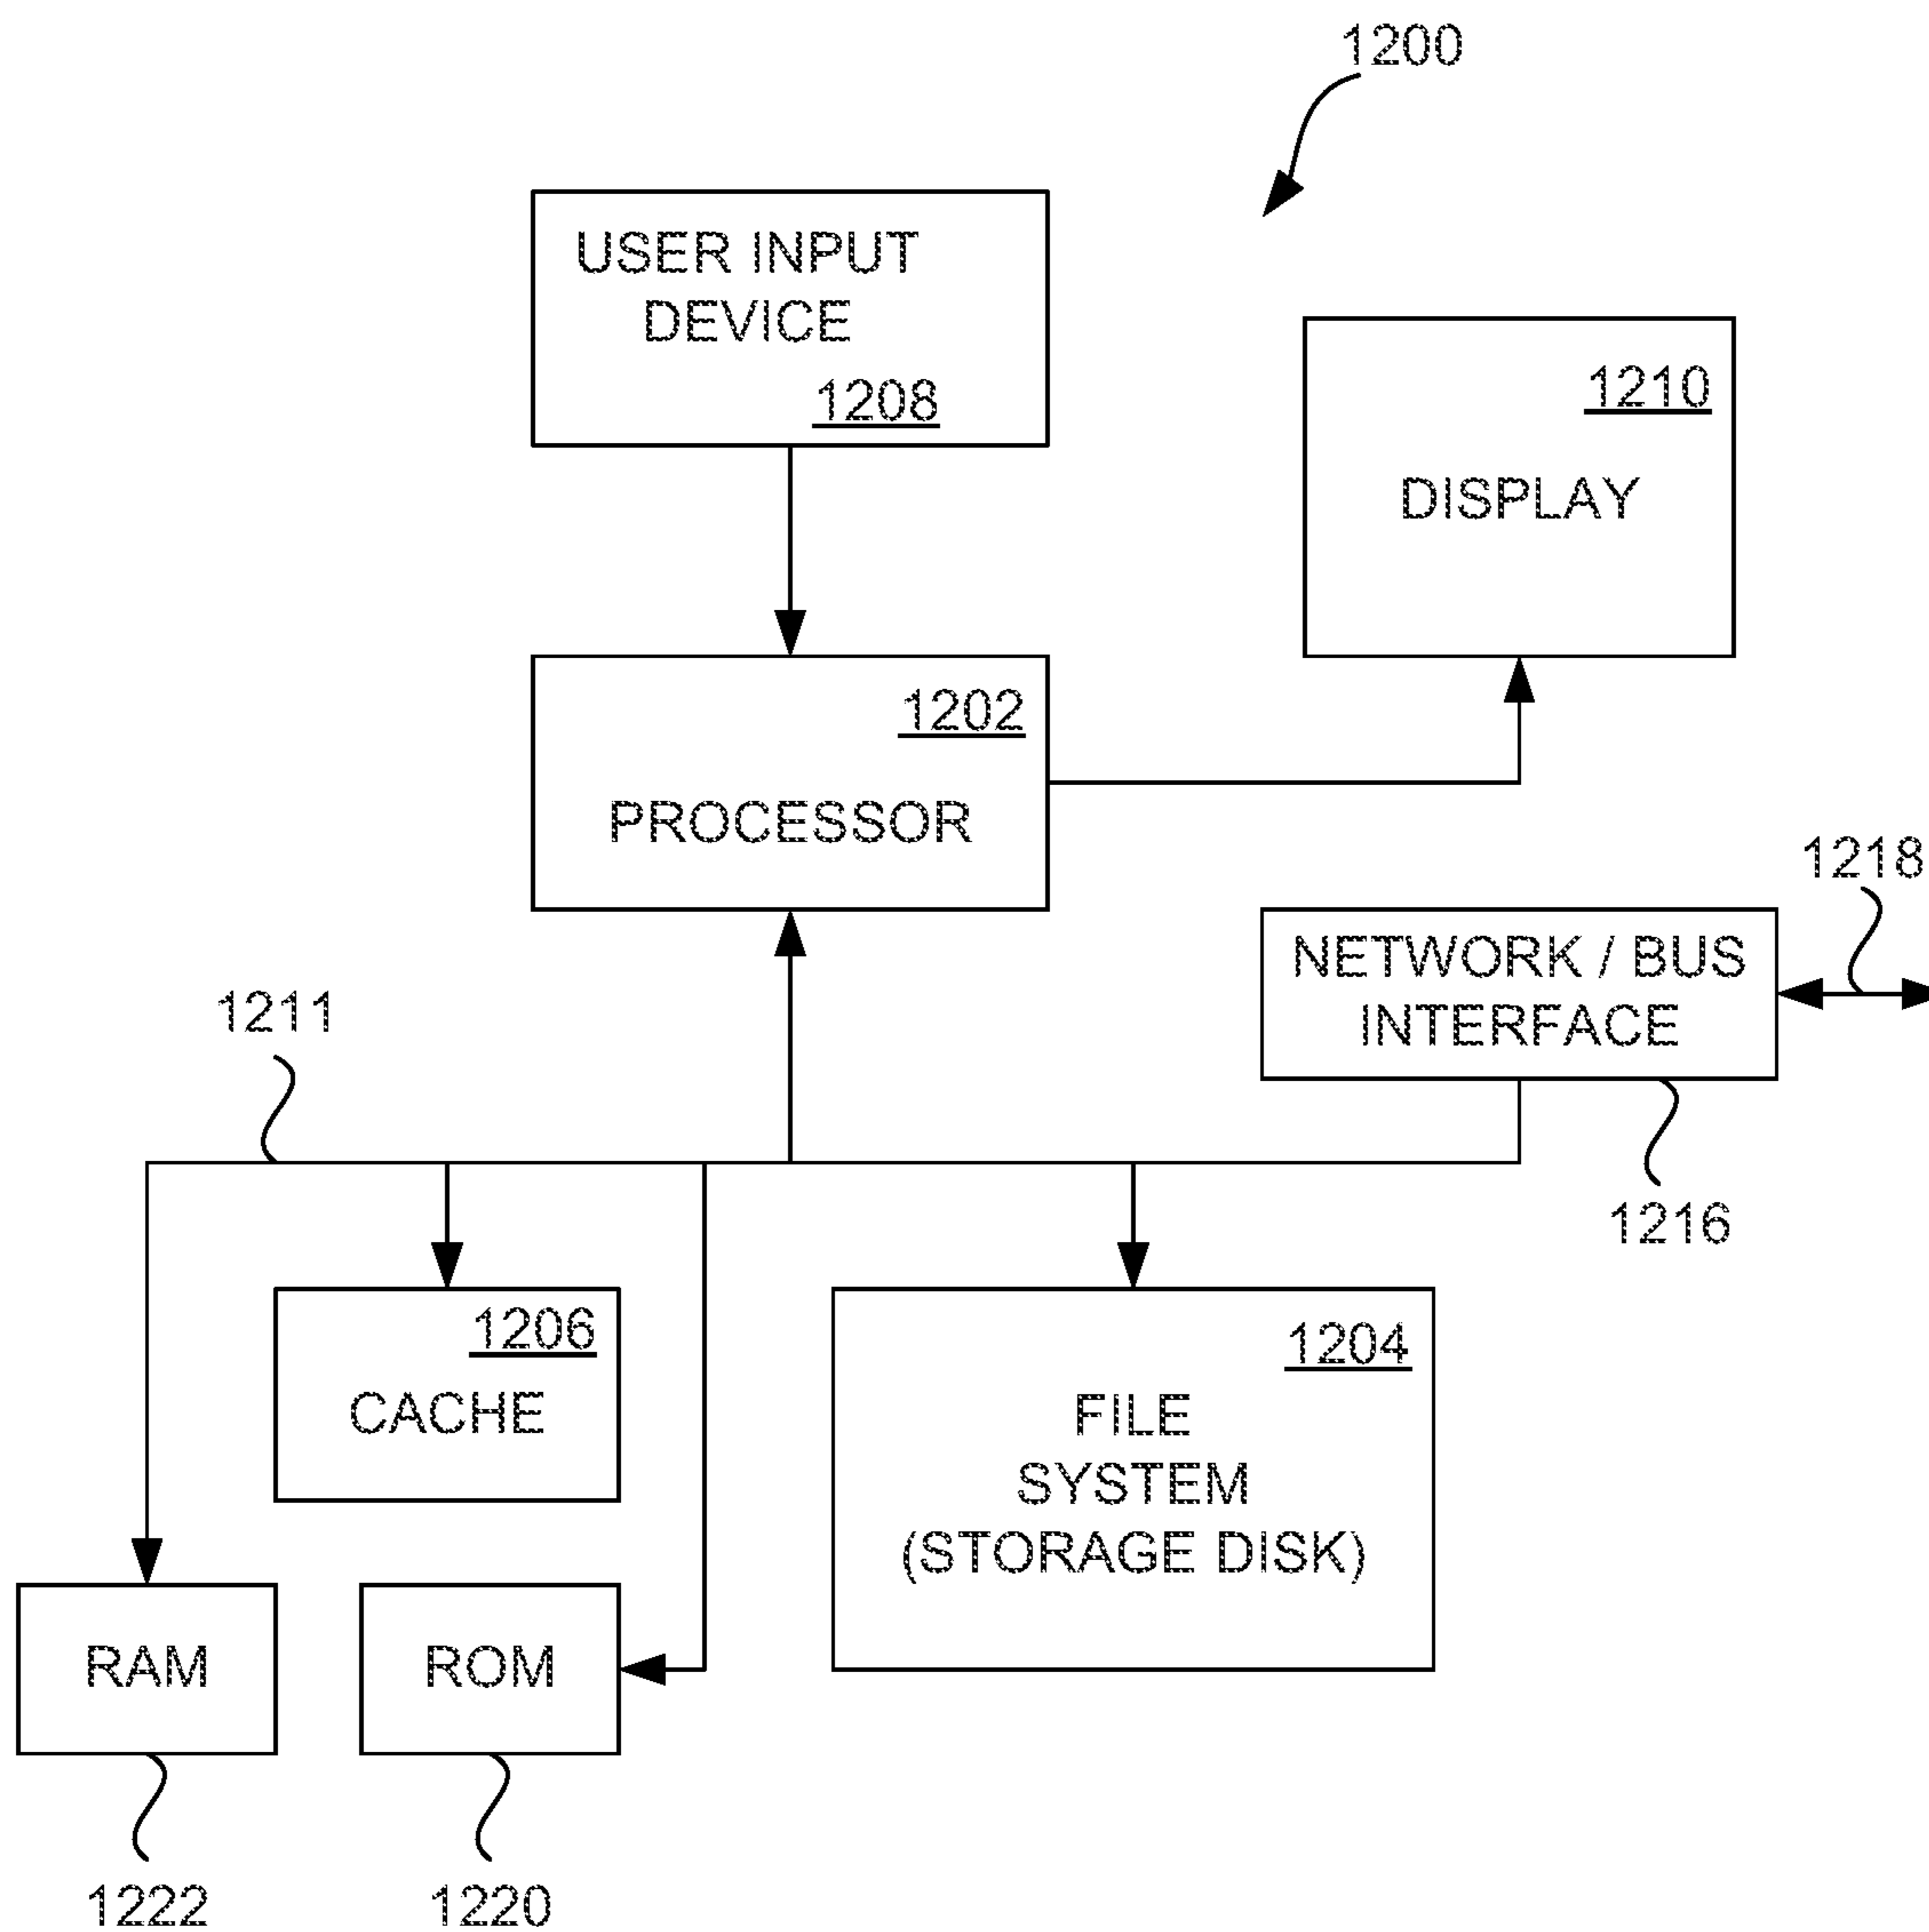 1200
USER INPUT
DEVICE
1208
1210
DISPLAY
1202
PROCESSOR
1218
NETWORK / BUS
INTERFACE
1211
1216
1206
CACHE
1204
FILE
SYSTEM
(STORAGE DISK)
RAM
ROM
1222
1220